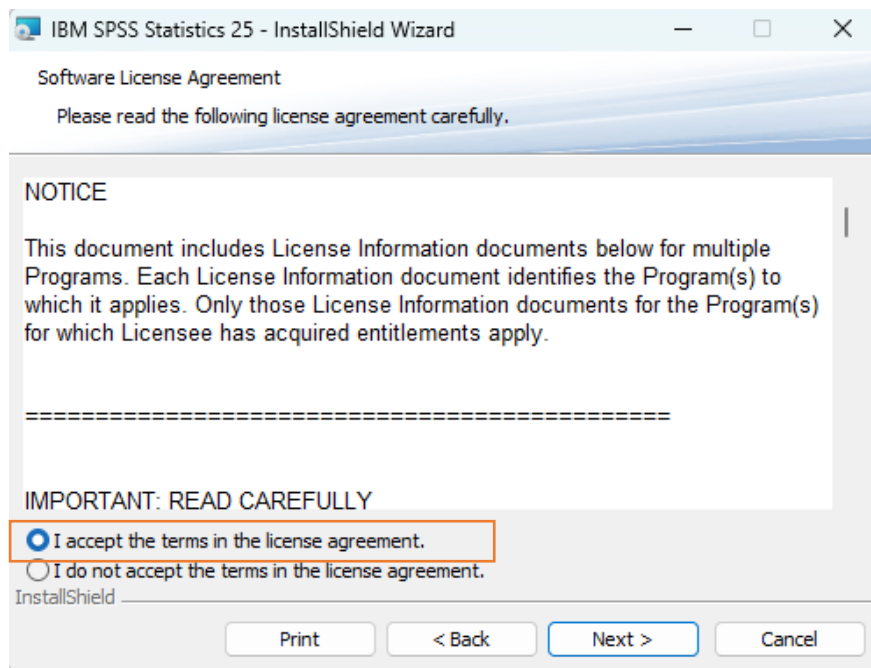 IBM SPSS Statistics 25 - InstallShield Wizard
Software License Agreement
Please read the following license agreement carefully.
NOTICE
This document includes License Information documents below for multiple
Programs. Each License Information document identifies the Program(s) to
which it applies. Only those License Information documents for the Program(s)
for which Licensee has acquired entitlements apply.
==============================================
IMPORTANT: READ CAREFULLY
I accept the terms in the license agreement.
I do not accept the terms in the license agreement.
InstallShield
Print < Back Next > Cancel